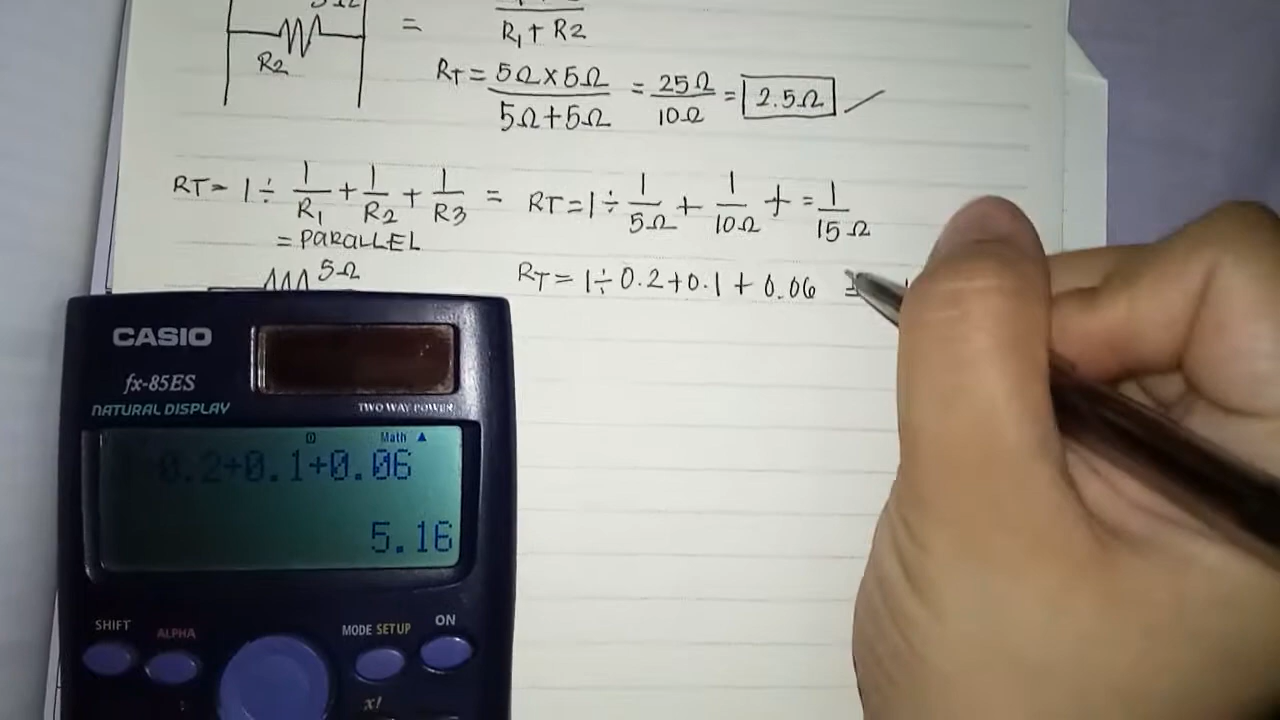 5Ω
R2
=
R1 + R2
RT = 5Ω X 5Ω / 5Ω + 5Ω = 25Ω / 10Ω = 2.5Ω
RT = 1 ÷ 1/R1 + 1/R2 + 1/R3 =
= PARALLEL
RT = 1 ÷ 1/5Ω + 1/10Ω + = 1/15Ω
5Ω
RT = 1 ÷ 0.2 + 0.1 + 0.06 =
CASIO
fx-85ES
NATURAL DISPLAY
TWO WAY POWER
D Math ▲
0.2+0.1+0.06
5.16
SHIFT
ALPHA
MODE SETUP
ON
x!